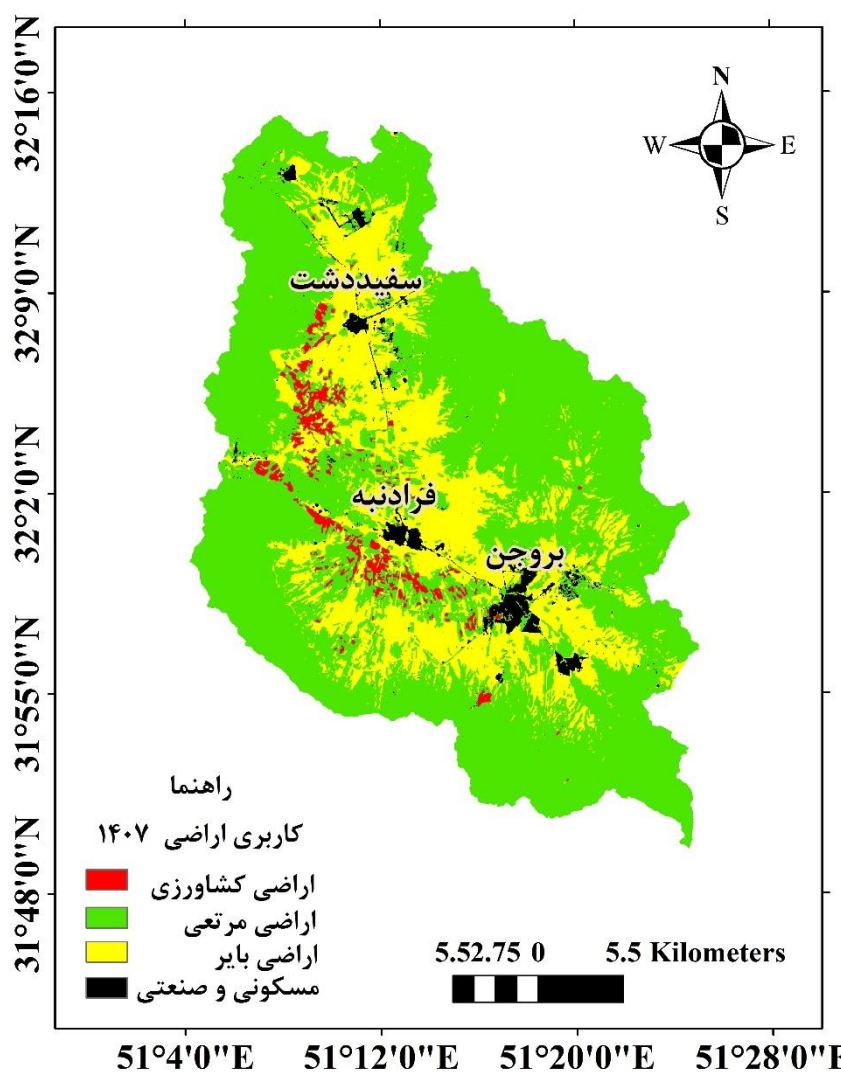 N
W E
S
32°16'0"N
32°9'0"N
32°2'0"N
31°55'0"N
31°48'0"N
سفیددشت
فرادنبه
بروجن
راهنما
کاربری اراضی ۱۴۰۷
اراضی کشاورزی
اراضی مرتعی
اراضی بایر
مسکونی و صنعتی
5.52.75 0 5.5 Kilometers
51°4'0"E 51°12'0"E 51°20'0"E 51°28'0"E